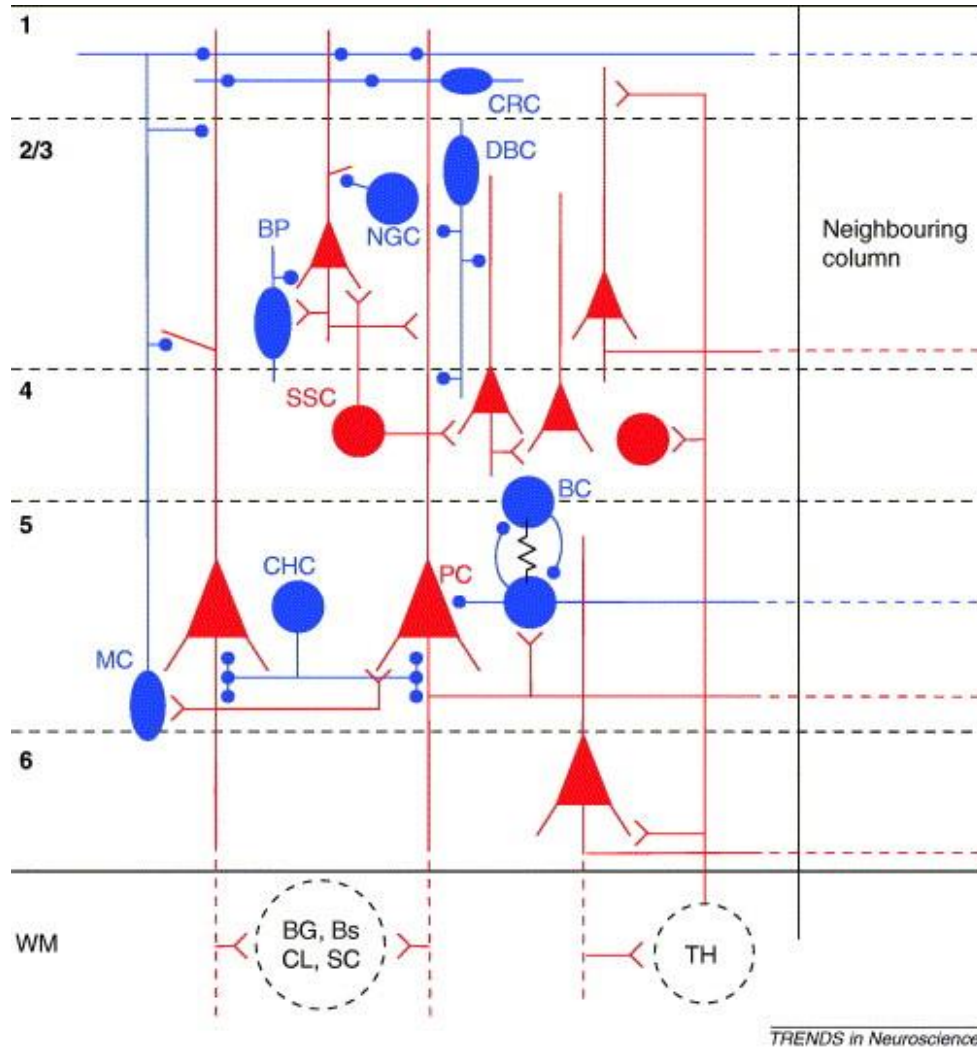 1
CRC
2/3
DBC
NGC
BP
Neighbouring
column
4
SSC
BC
5
CHC
PC
MC
6
WM
BG, Bs
CL, SC
TH
TRENDS in Neuroscience